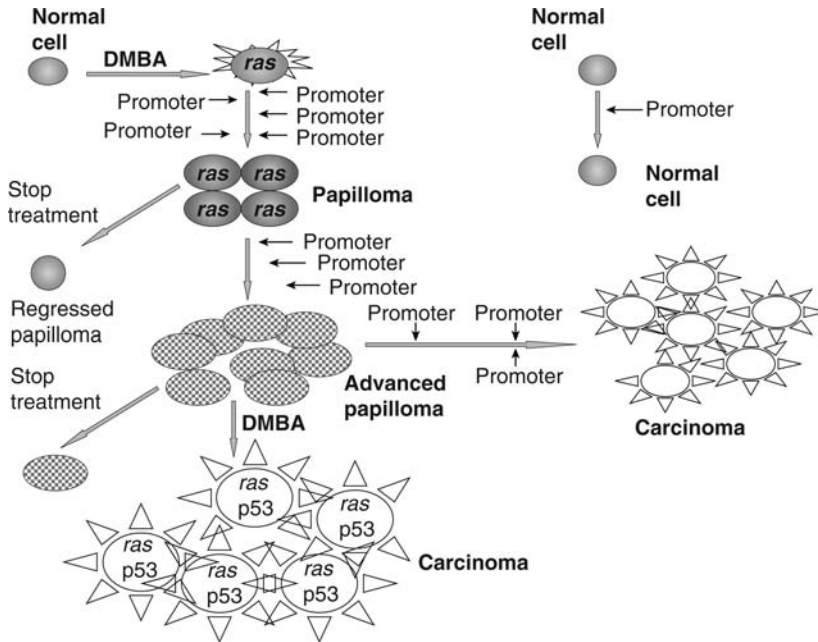 Normal
cell
DMBA
ras
Promoter
Promoter
Promoter
Promoter
Promoter
ras ras
ras ras
Papilloma
Stop
treatment
Regressed
papilloma
Promoter
Promoter
Promoter
Advanced
papilloma
Stop
treatment
DMBA
ras
p53
ras
p53
ras
p53
ras
p53
ras
p53
Carcinoma
Promoter
Promoter
Promoter
Carcinoma
Normal
cell
Promoter
Normal
cell